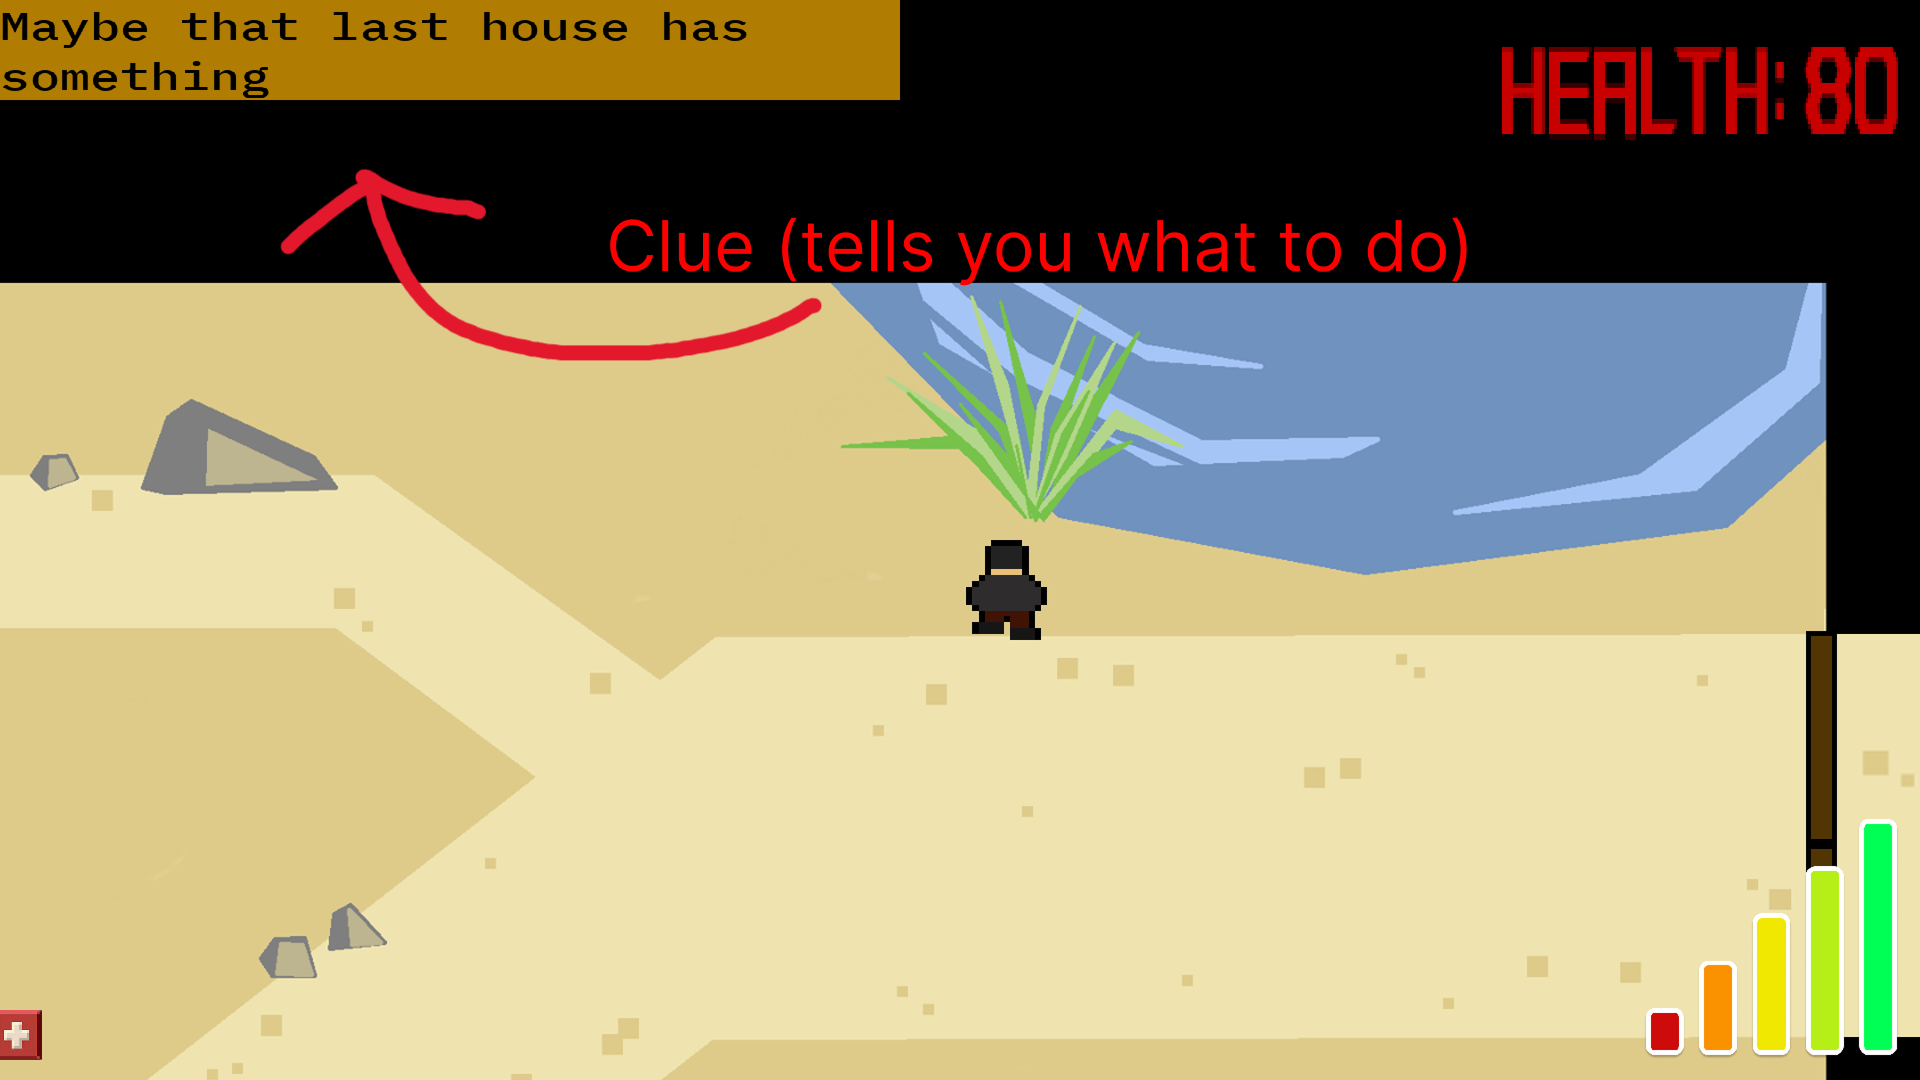 Maybe that last house has
something
HEALTH: 80
Clue (tells you what to do)